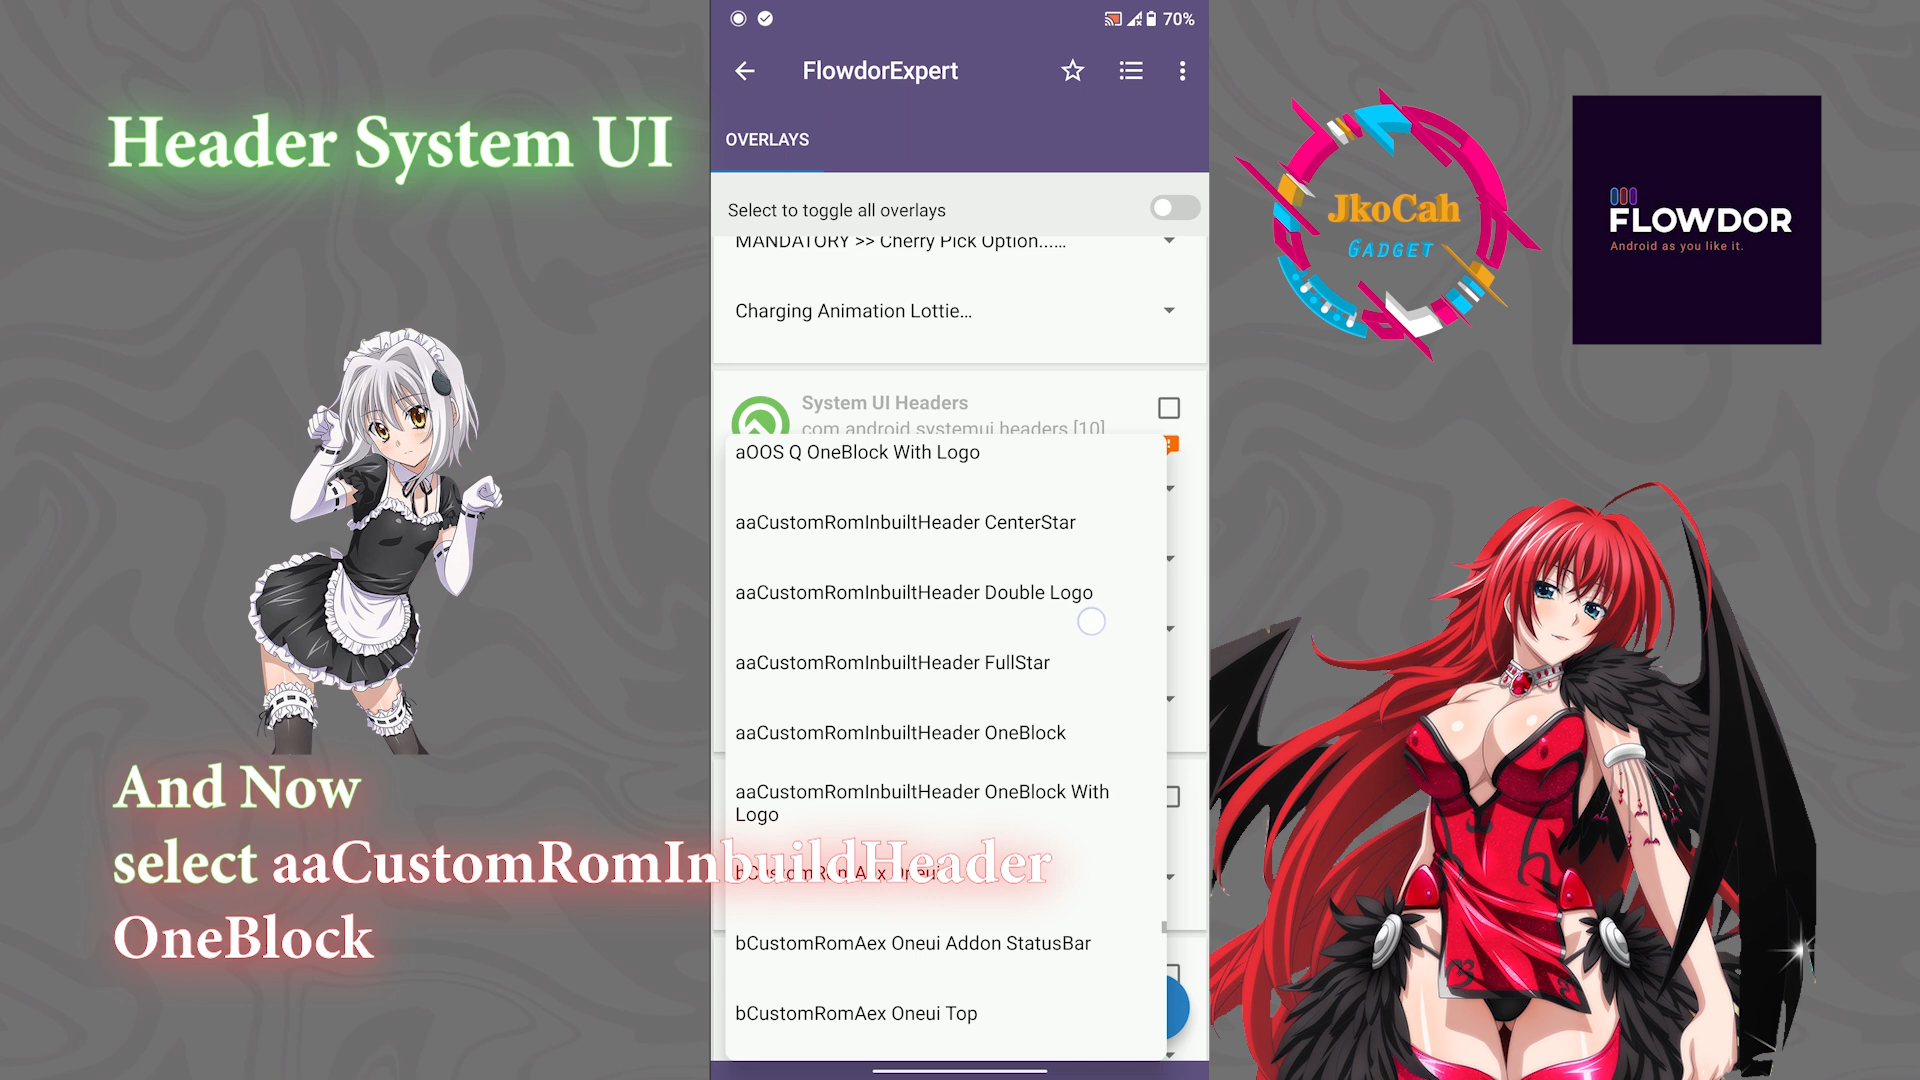 Header System UI
And Now
select aaCustomRomInbuildHeader
OneBlock
70%
FlowdorExpert
OVERLAYS
Select to toggle all overlays
MANDATORY >> Cherry Pick Option......
Charging Animation Lottie...
System UI Headers
com.android.systemui.headers [10]
aOOS Q OneBlock With Logo
aaCustomRomInbuiltHeader CenterStar
aaCustomRomInbuiltHeader Double Logo
aaCustomRomInbuiltHeader FullStar
aaCustomRomInbuiltHeader OneBlock
aaCustomRomInbuiltHeader OneBlock With
Logo
bCustomRomAex Oneui
bCustomRomAex Oneui Addon StatusBar
bCustomRomAex Oneui Top
JkoCah
GADGET
FLOWDOR
Android as you like it.